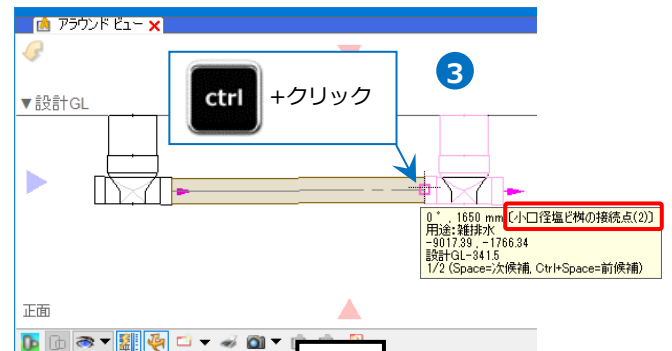 アラウンド ビュー
3
ctrl +クリック
▼設計GL
0°, 1650 mm〔小口径塩ビ桝の接続点(2)〕
用途:雑排水
-9017.39 , -1766.34
設計GL-341.5
1/2 (Space=次候補, Ctrl+Space=前候補)
正面